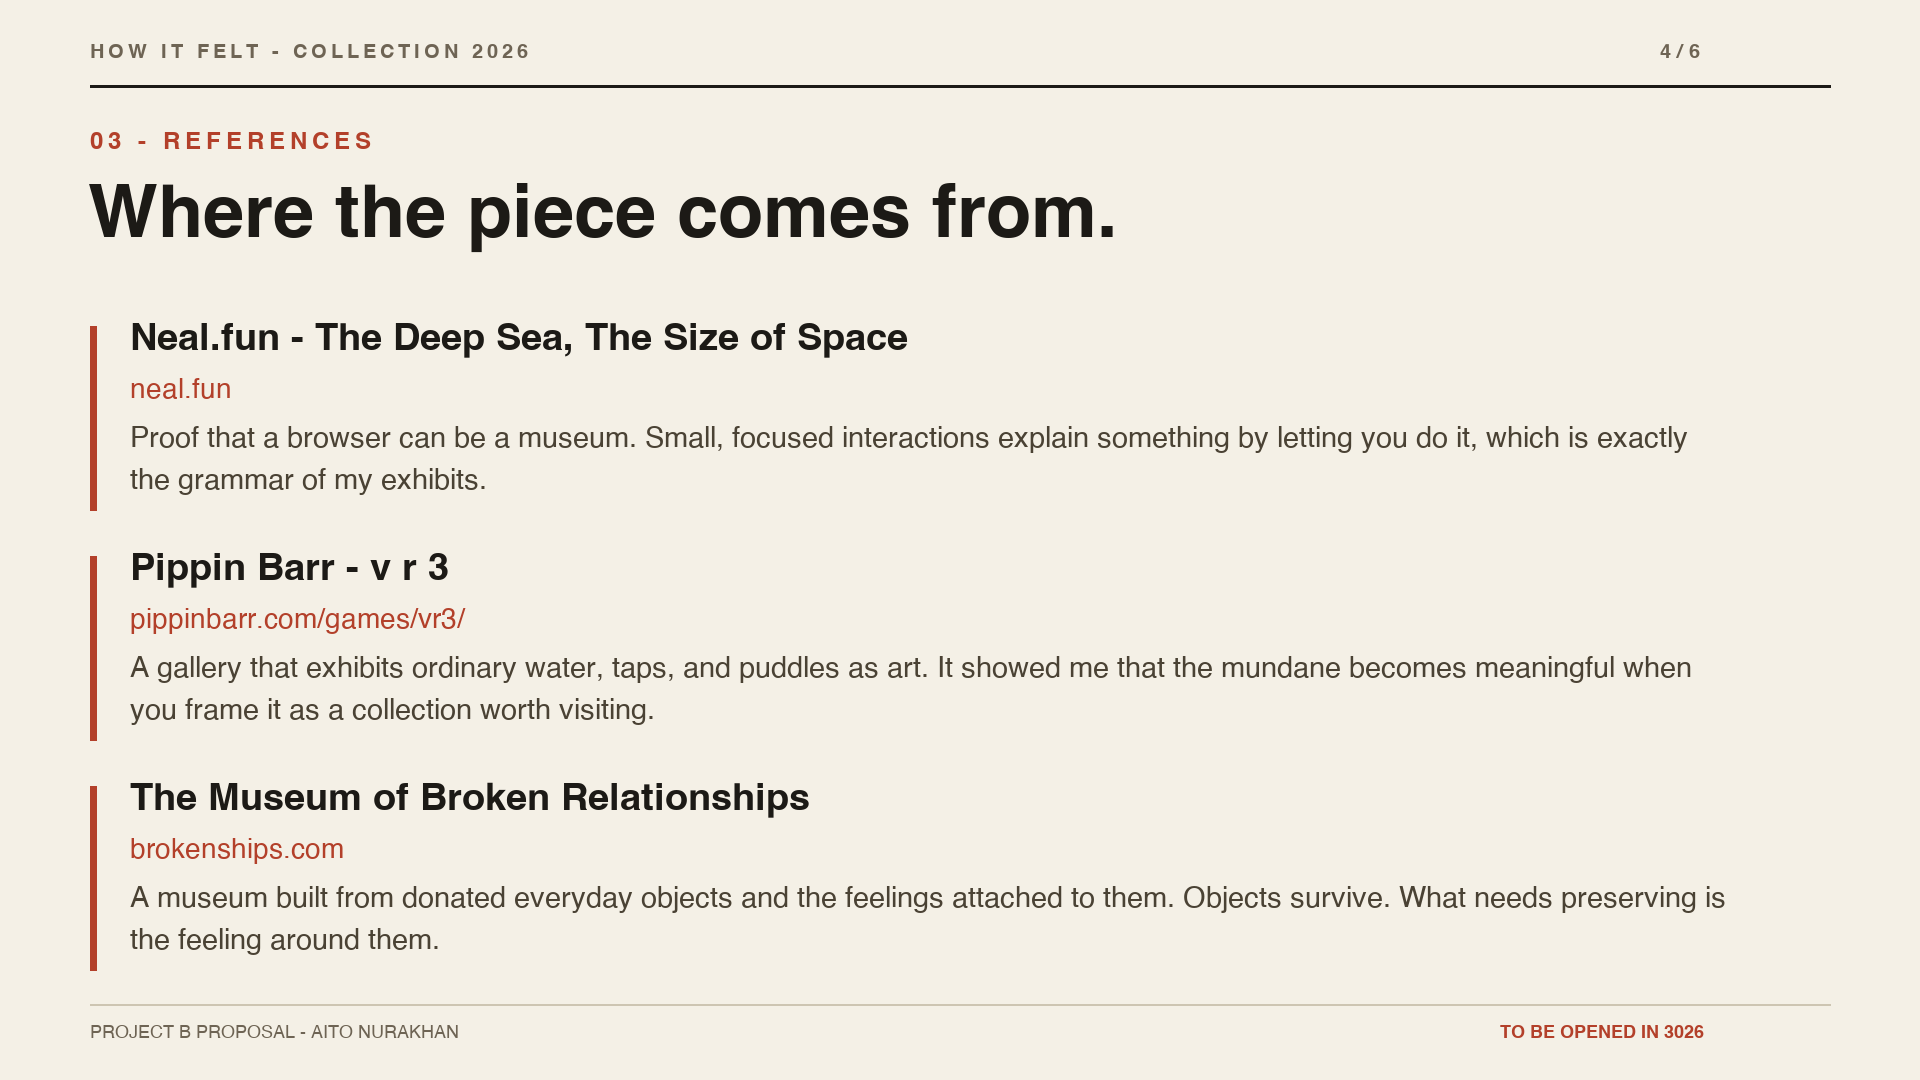 HOW IT FELT - COLLECTION 2026
4 / 6
03 - REFERENCES
Where the piece comes from.
Neal.fun - The Deep Sea, The Size of Space
neal.fun
Proof that a browser can be a museum. Small, focused interactions explain something by letting you do it, which is exactly
the grammar of my exhibits.
Pippin Barr - v r 3
pippinbarr.com/games/vr3/
A gallery that exhibits ordinary water, taps, and puddles as art. It showed me that the mundane becomes meaningful when
you frame it as a collection worth visiting.
The Museum of Broken Relationships
brokenships.com
A museum built from donated everyday objects and the feelings attached to them. Objects survive. What needs preserving is
the feeling around them.
PROJECT B PROPOSAL - AITO NURAKHAN
TO BE OPENED IN 3026